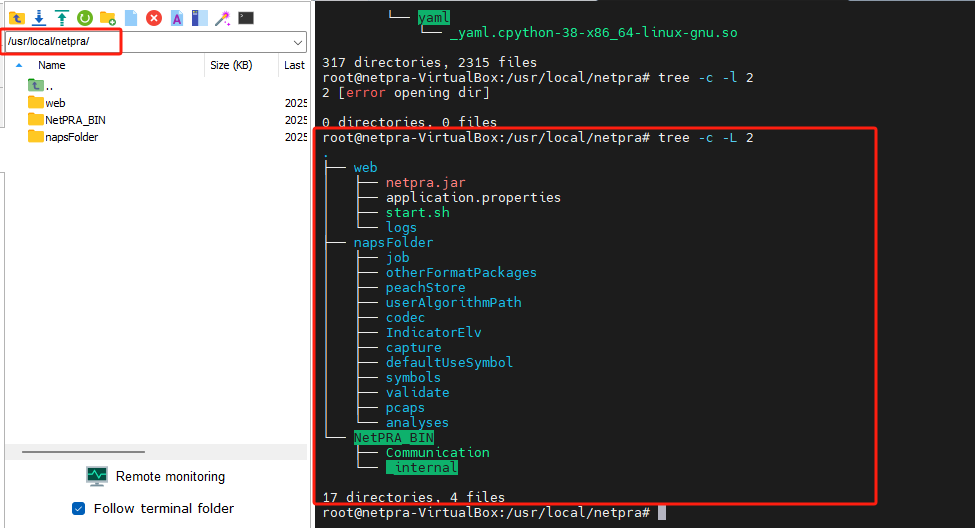 /usr/local/netpra/
Name Size (KB) Last
..
web 2025
NetPRA_BIN 2025
napsFolder 2025
Remote monitoring
Follow terminal folder
└── yaml
└── _yaml.cpython-38-x86_64-linux-gnu.so
317 directories, 2315 files
root@netpra-VirtualBox:/usr/local/netpra# tree -c -l 2
2 [error opening dir]
0 directories, 0 files
root@netpra-VirtualBox:/usr/local/netpra# tree -c -L 2
.
├── web
│   ├── netpra.jar
│   ├── application.properties
│   ├── start.sh
│   └── logs
├── napsFolder
│   ├── job
│   ├── otherFormatPackages
│   ├── peachStore
│   ├── userAlgorithmPath
│   ├── codec
│   ├── IndicatorElv
│   ├── capture
│   ├── defaultUseSymbol
│   ├── symbols
│   ├── validate
│   ├── pcaps
│   └── analyses
└── NetPRA_BIN
    ├── Communication
    └── _internal
17 directories, 4 files
root@netpra-VirtualBox:/usr/local/netpra#